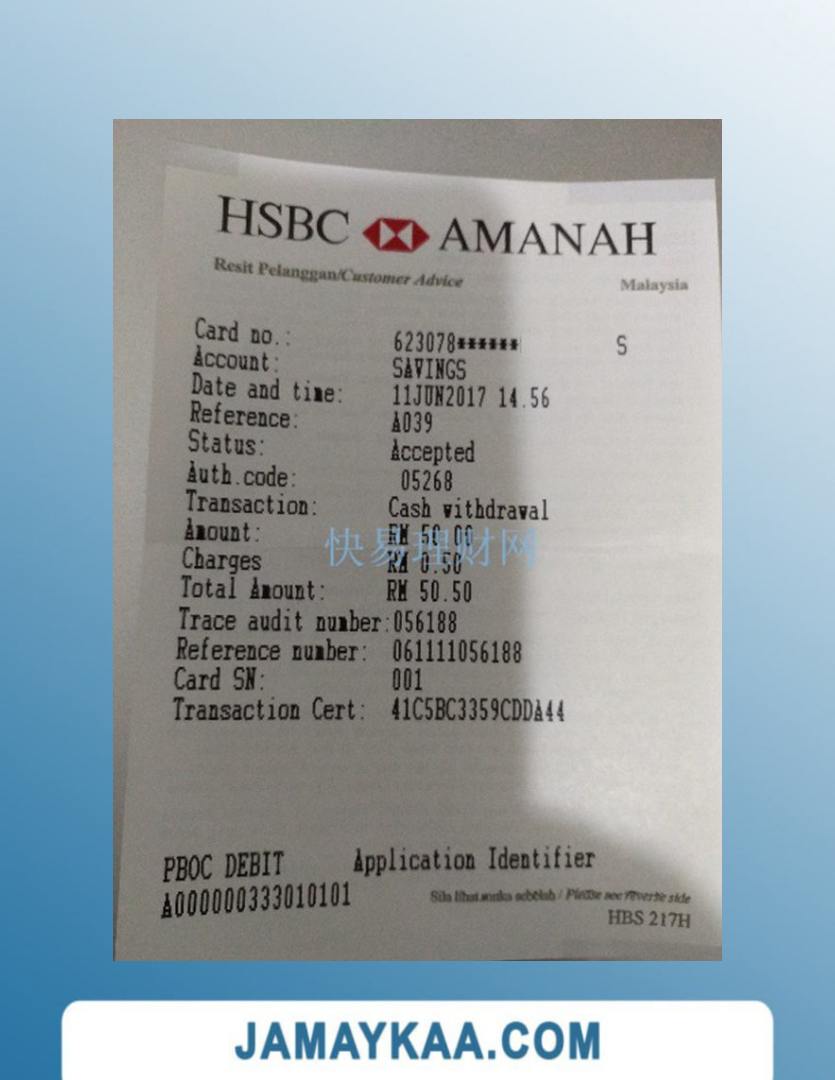 HSBC AMANAH
Resit Pelanggan/Customer Advice Malaysia
Card no.: 623078****** S
Account: SAVINGS
Date and time: 11JUN2017 14.56
Reference: A039
Status: Accepted
Auth.code: 05268
Transaction: Cash withdrawal
Amount: RM 50.00
快易理财网
Charges RM 0.50
Total Amount: RM 50.50
Trace audit number:056188
Reference number: 061111056188
Card SN: 001
Transaction Cert: 41C5BC3359CDDA44
PBOC DEBIT Application Identifier
A000000333010101
Sila lihat muka sebelah / Please see reverse side
HBS 217H
JAMAYKAA.COM